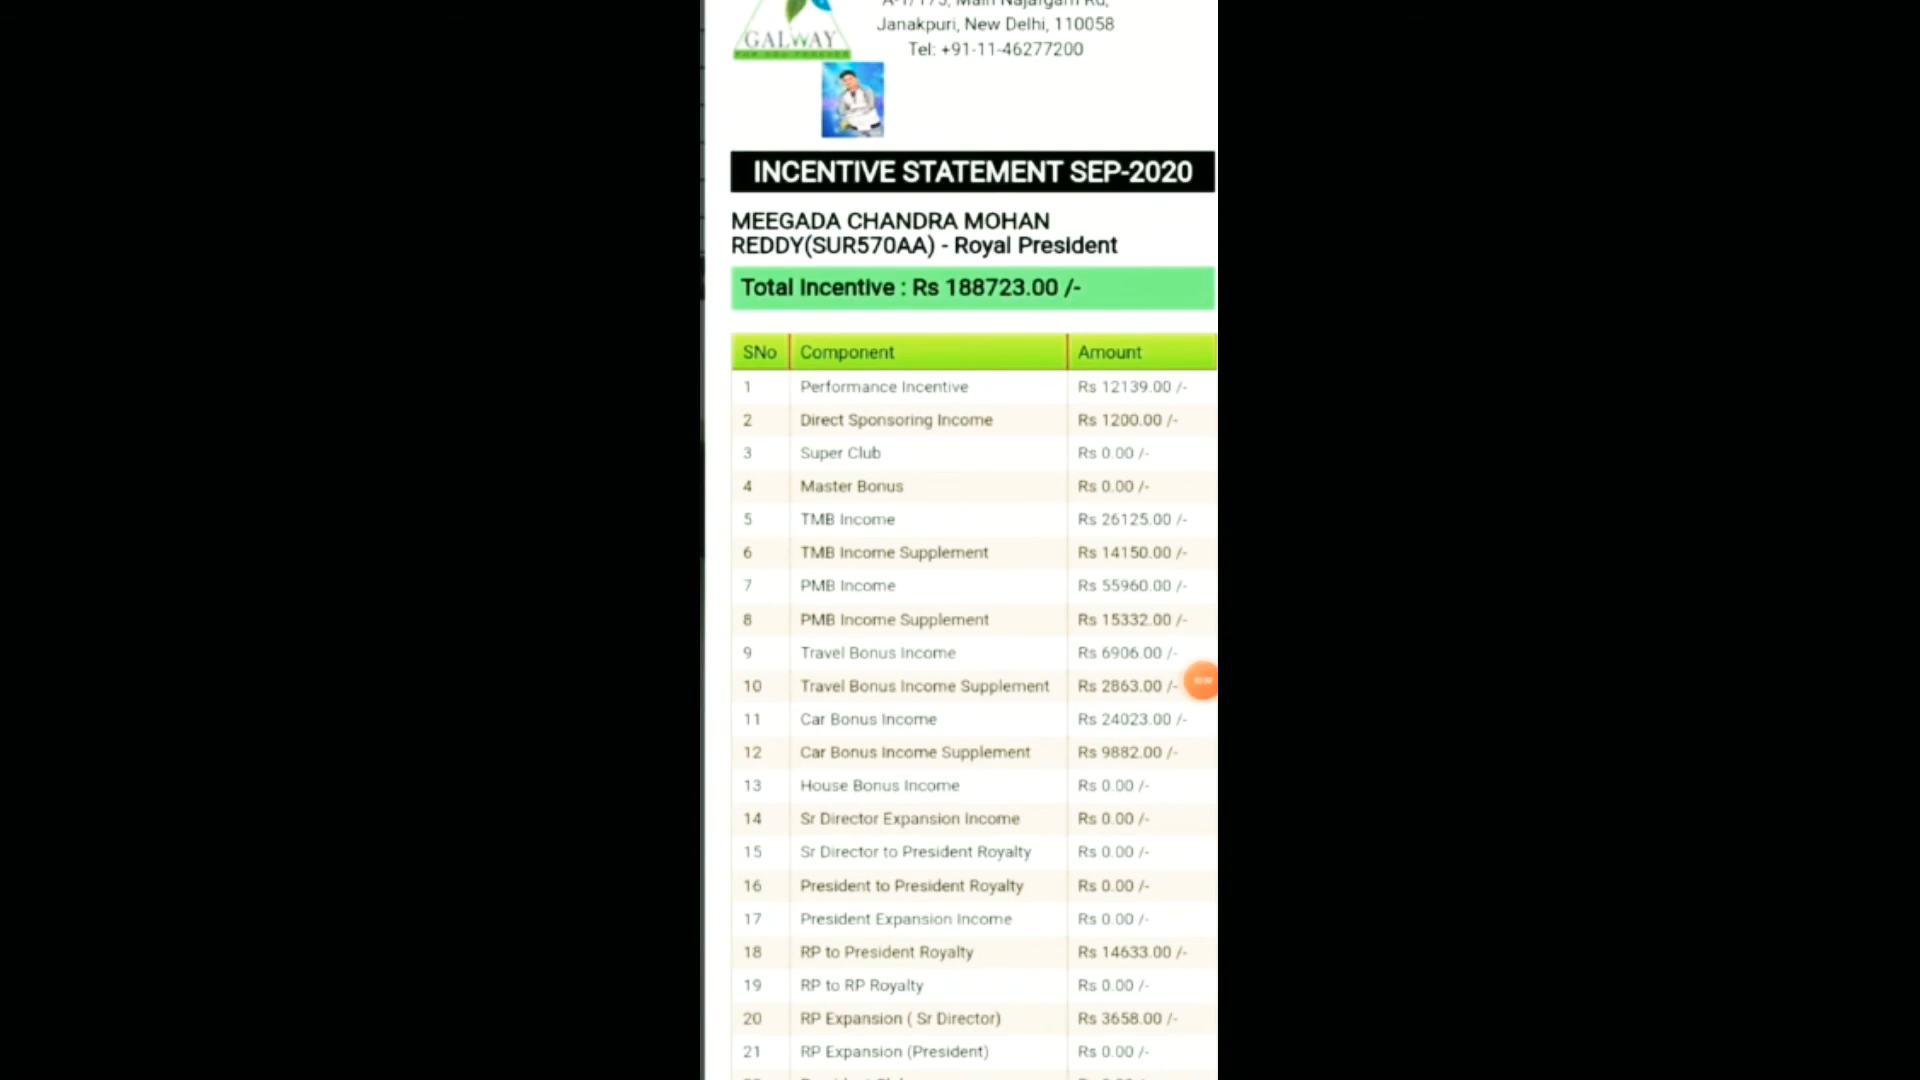 Janakpuri, New Delhi, 110058
Tel: +91-11-46277200
GALWAY
INCENTIVE STATEMENT SEP-2020
MEEGADA CHANDRA MOHAN
REDDY(SUR570AA) - Royal President
Total Incentive : Rs 188723.00 /-
SNo Component Amount
1 Performance Incentive Rs 12139.00 /-
2 Direct Sponsoring Income Rs 1200.00 /-
3 Super Club Rs 0.00 /-
4 Master Bonus Rs 0.00 /-
5 TMB Income Rs 26125.00 /-
6 TMB Income Supplement Rs 14150.00 /-
7 PMB Income Rs 55960.00 /-
8 PMB Income Supplement Rs 15332.00 /-
9 Travel Bonus Income Rs 6906.00 /-
10 Travel Bonus Income Supplement Rs 2863.00 /-
11 Car Bonus Income Rs 24023.00 /-
12 Car Bonus Income Supplement Rs 9882.00 /-
13 House Bonus Income Rs 0.00 /-
14 Sr Director Expansion Income Rs 0.00 /-
15 Sr Director to President Royalty Rs 0.00 /-
16 President to President Royalty Rs 0.00 /-
17 President Expansion Income Rs 0.00 /-
18 RP to President Royalty Rs 14633.00 /-
19 RP to RP Royalty Rs 0.00 /-
20 RP Expansion ( Sr Director) Rs 3658.00 /-
21 RP Expansion (President) Rs 0.00 /-